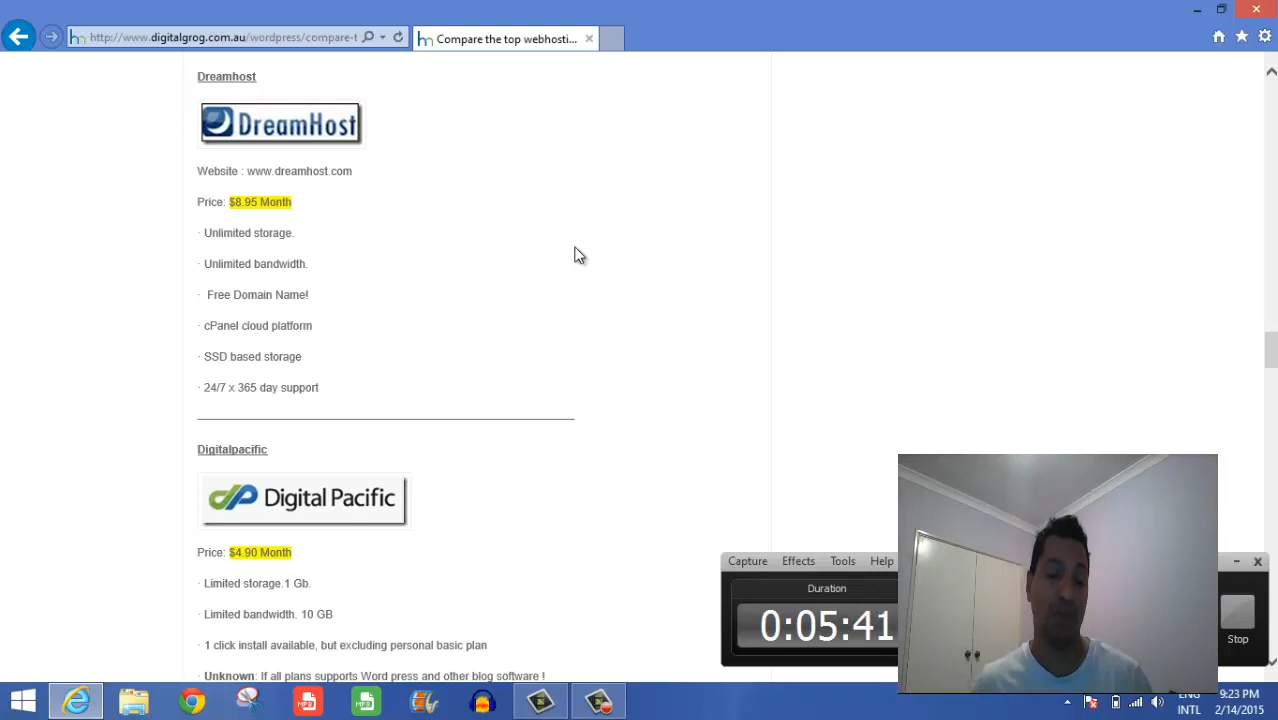 http://www.digitalgrog.com.au/wordpress/compare-t
Compare the top webhosti...
Dreamhost
DreamHost
Website : www.dreamhost.com
Price: $8.95 Month
· Unlimited storage.
· Unlimited bandwidth.
· Free Domain Name!
· cPanel cloud platform
· SSD based storage
· 24/7 x 365 day support
Digitalpacific
Digital Pacific
Price: $4.90 Month
· Limited storage.1 Gb.
· Limited bandwidth. 10 GB
· 1 click install available, but excluding personal basic plan
· Unknown: If all plans supports Word press and other blog software !
Capture Effects Tools Help
Duration
0:05:41
Stop
ENG
INTL
9:23 PM
2/14/2015